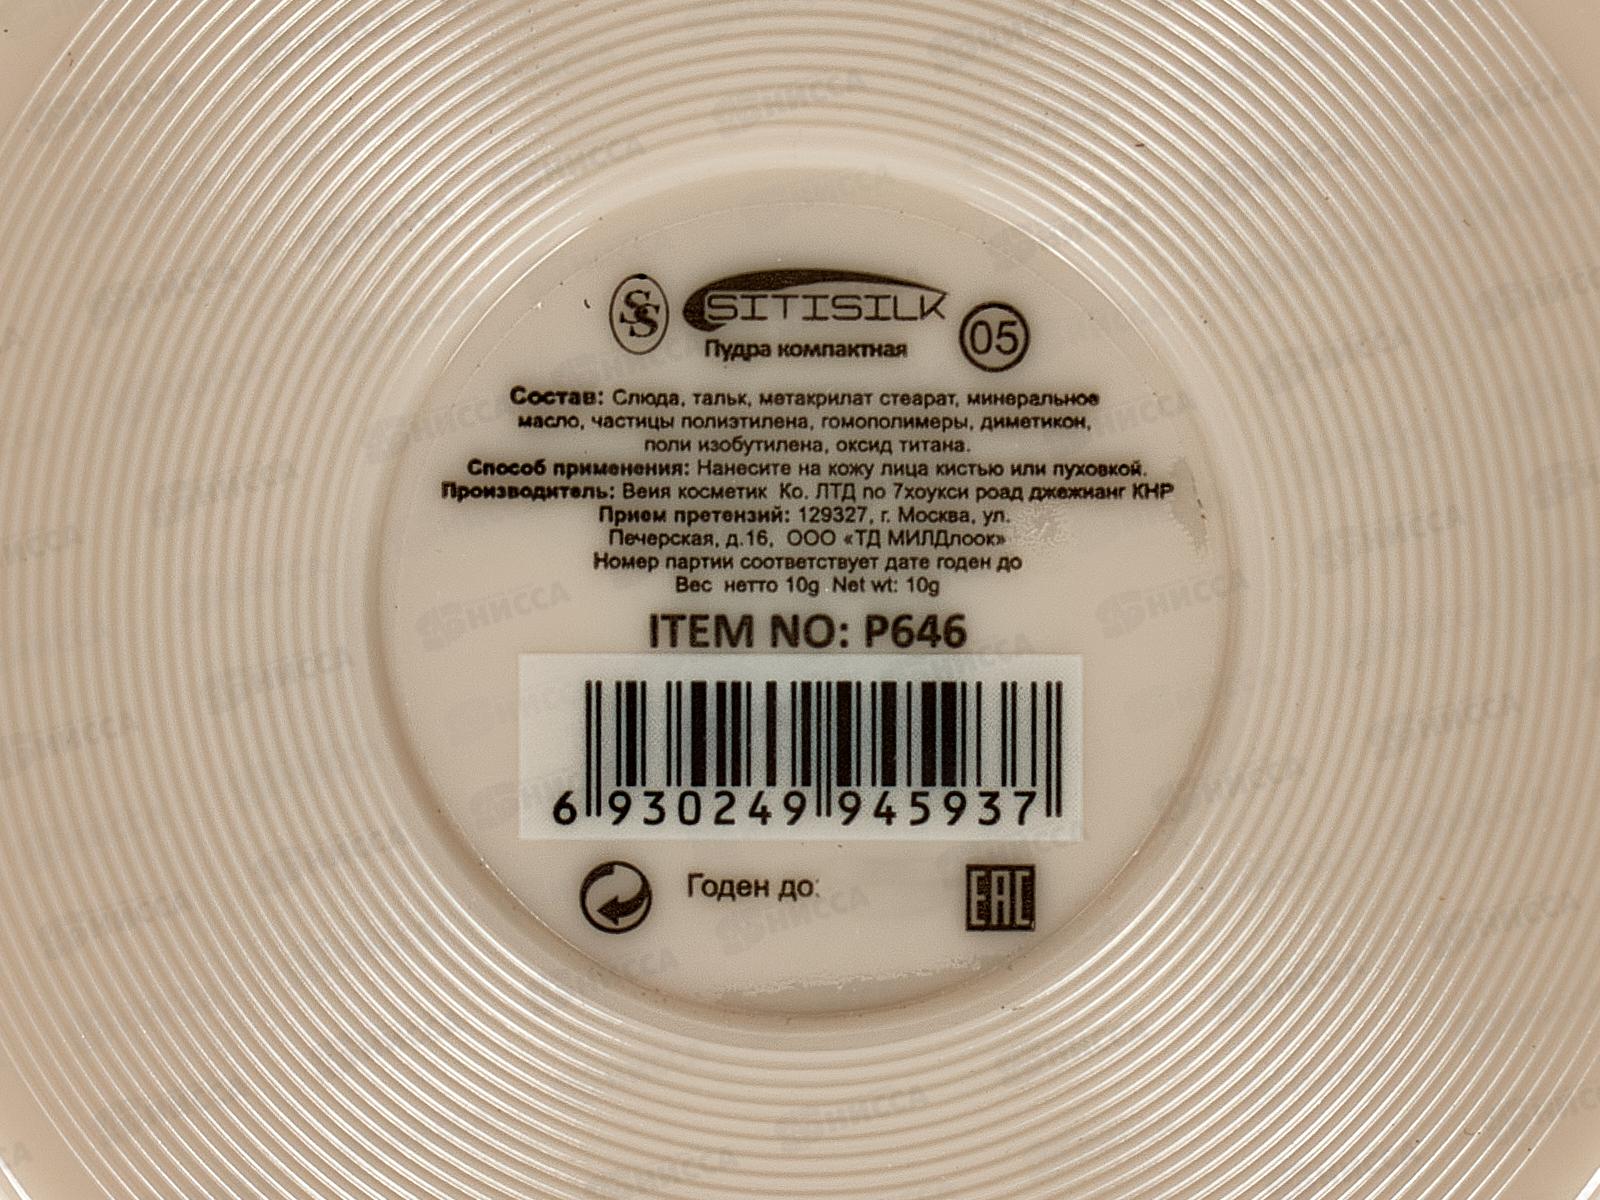 SS SITISILK 05
Пудра компактная
Состав: Слюда, тальк, метакрилат стеарат, минеральное
масло, частицы полиэтилена, гомополимеры, диметикон,
поли изобутилена, оксид титана.
Способ применения: Нанесите на кожу лица кистью или пуховкой.
Производитель: Веия косметик Ко. ЛТД по 7хоукси роад джежианг КНР
Прием претензий: 129327, г. Москва, ул.
Печерская, д.16, ООО «ТД МИЛДлоок»
Номер партии соответствует дате годен до
Вес нетто 10g Net wt: 10g
ITEM NO: P646
6 930249 945937
Годен до:
EAC
НИССА